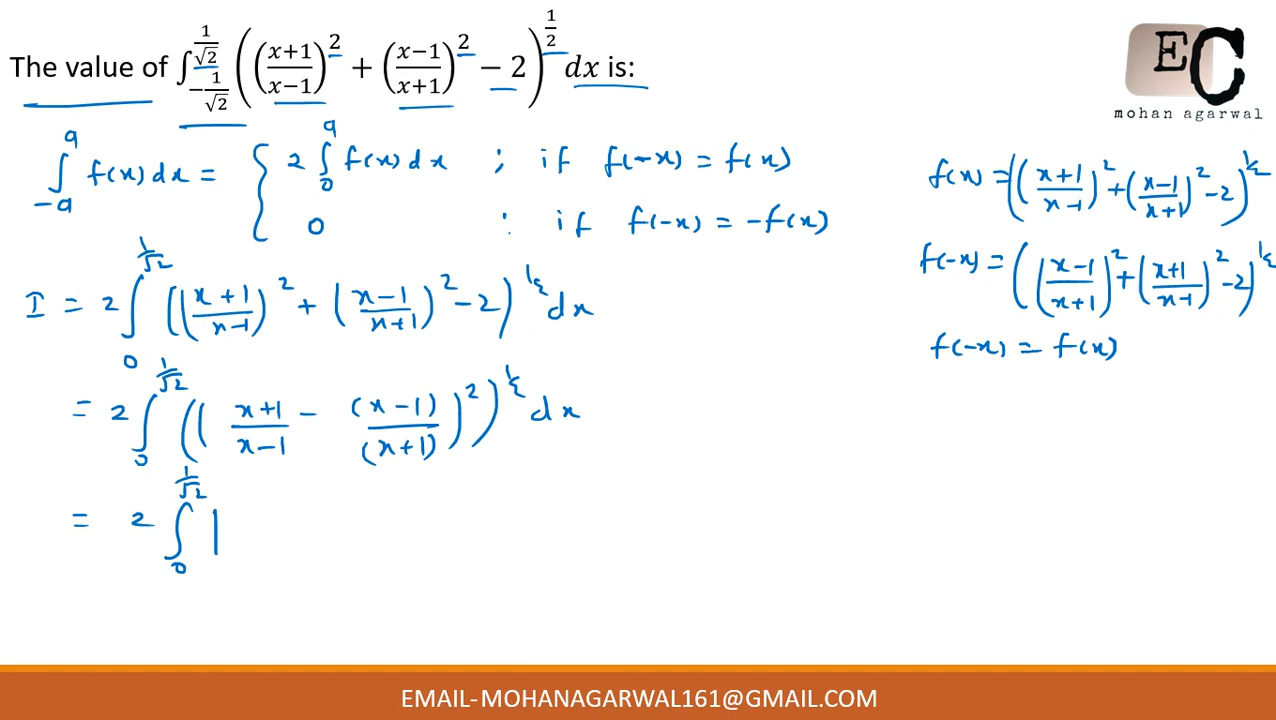 The value of ∫_{-1/√2}^{1/√2} (((x+1)/(x−1))^2 + ((x−1)/(x+1))^2 − 2)^{1/2} dx is:
EC
mohan agarwal
∫_{-a}^{a} f(x) dx = { 2 ∫_0^a f(x) dx ; if f(-x) = f(x)
0 ; if f(-x) = -f(x)
f(x) = (((x+1)/(x-1))^2 + ((x-1)/(x+1))^2 - 2)^{1/2}
f(-x) = (((x-1)/(x+1))^2 + ((x+1)/(x-1))^2 - 2)^{1/2}
f(-x) = f(x)
I = 2 ∫_0^{1/√2} (((x+1)/(x-1))^2 + ((x-1)/(x+1))^2 - 2)^{1/2} dx
= 2 ∫_0^{1/√2} (((x+1)/(x-1) - (x-1)/(x+1))^2)^{1/2} dx
= 2 ∫_0^{1/√2} |
EMAIL-MOHANAGARWAL161@GMAIL.COM